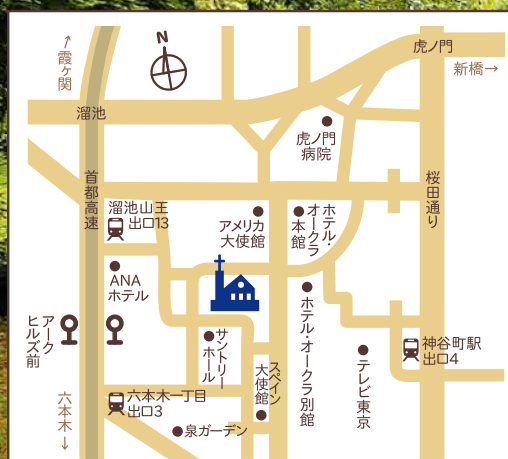 N
虎ノ門
新橋→
↑霞ヶ関
溜池
虎ノ門
病院
首都高速
桜田通り
溜池山王
出口13
アメリカ
大使館
ホテル・
オークラ
本館
ANA
ホテル
アーク
ヒルズ前
サントリー
ホール
スペイン
大使館
ホテル・オークラ別館
テレビ東京
神谷町駅
出口4
六本木一丁目
出口3
六本木→
泉ガーデン